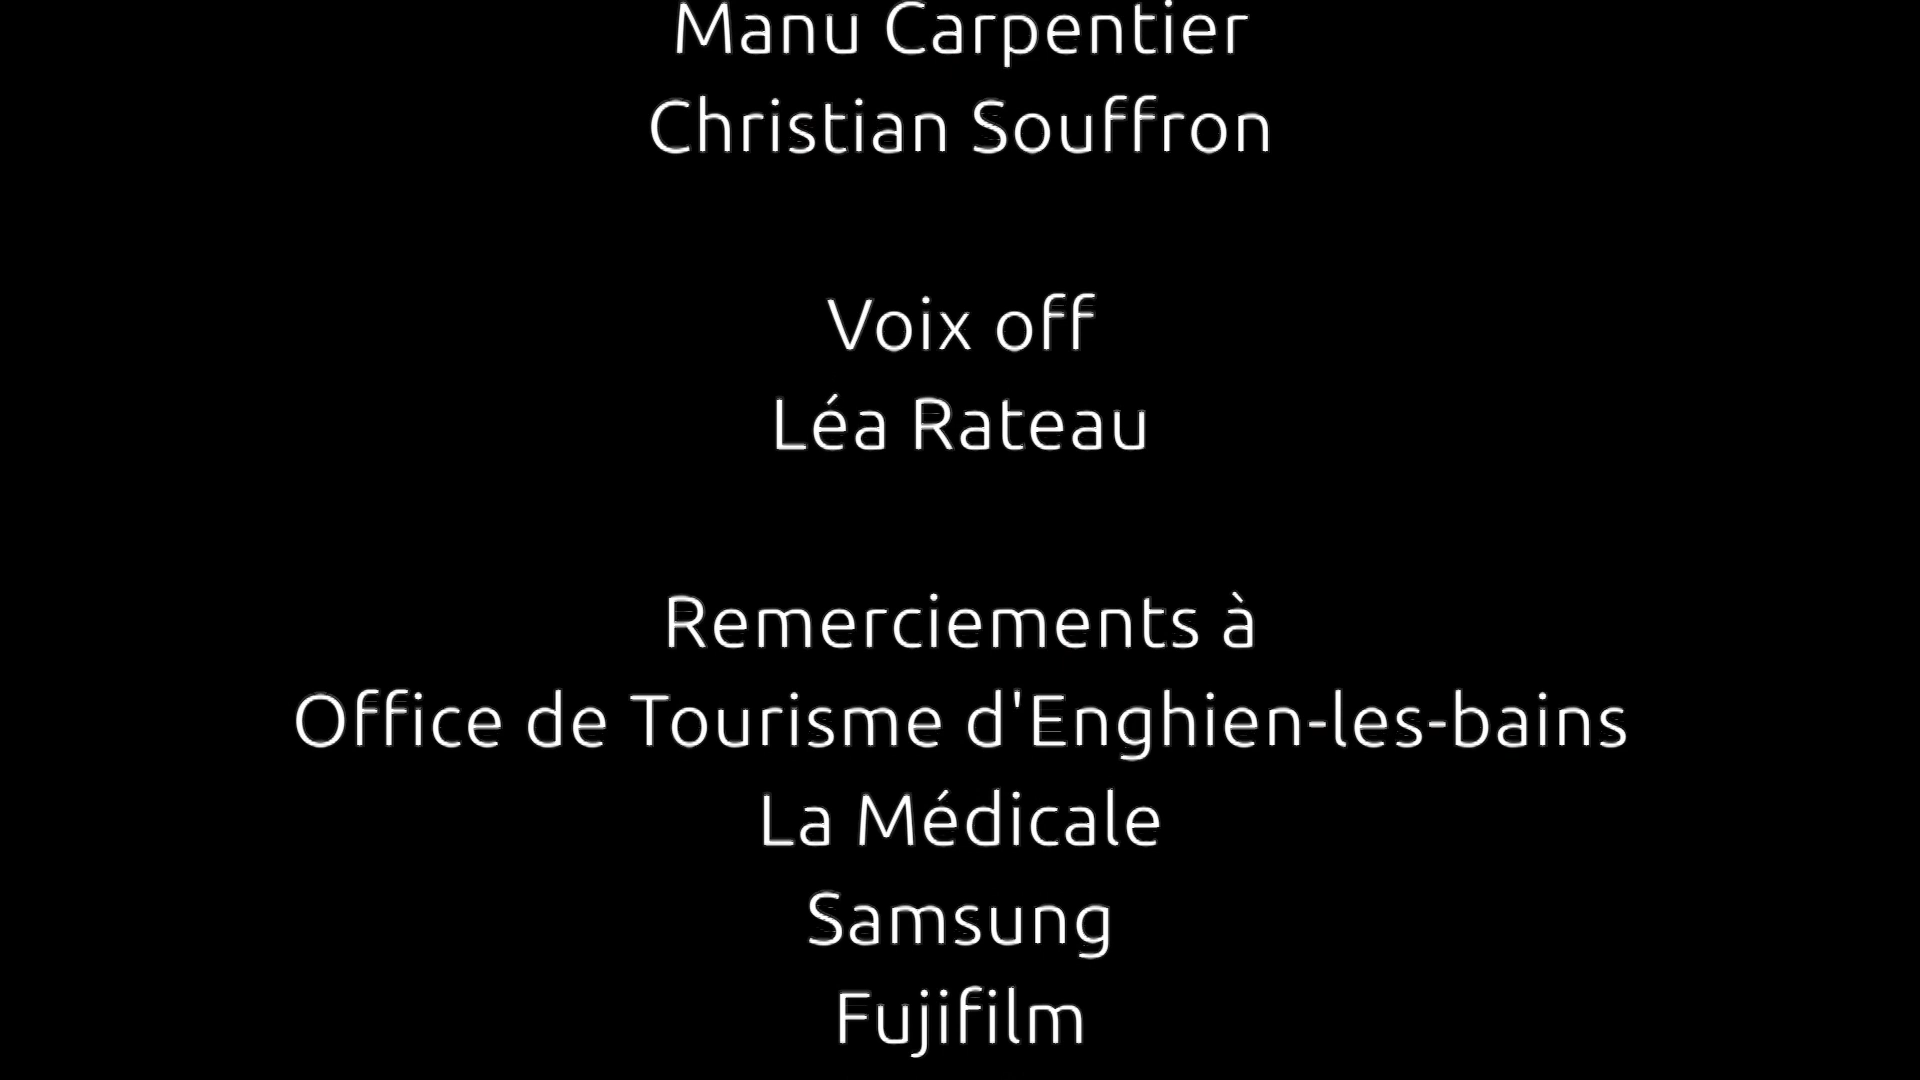 Manu Carpentier
Christian Souffron
Voix off
Léa Rateau
Remerciements à
Office de Tourisme d'Enghien-les-bains
La Médicale
Samsung
Fujifilm